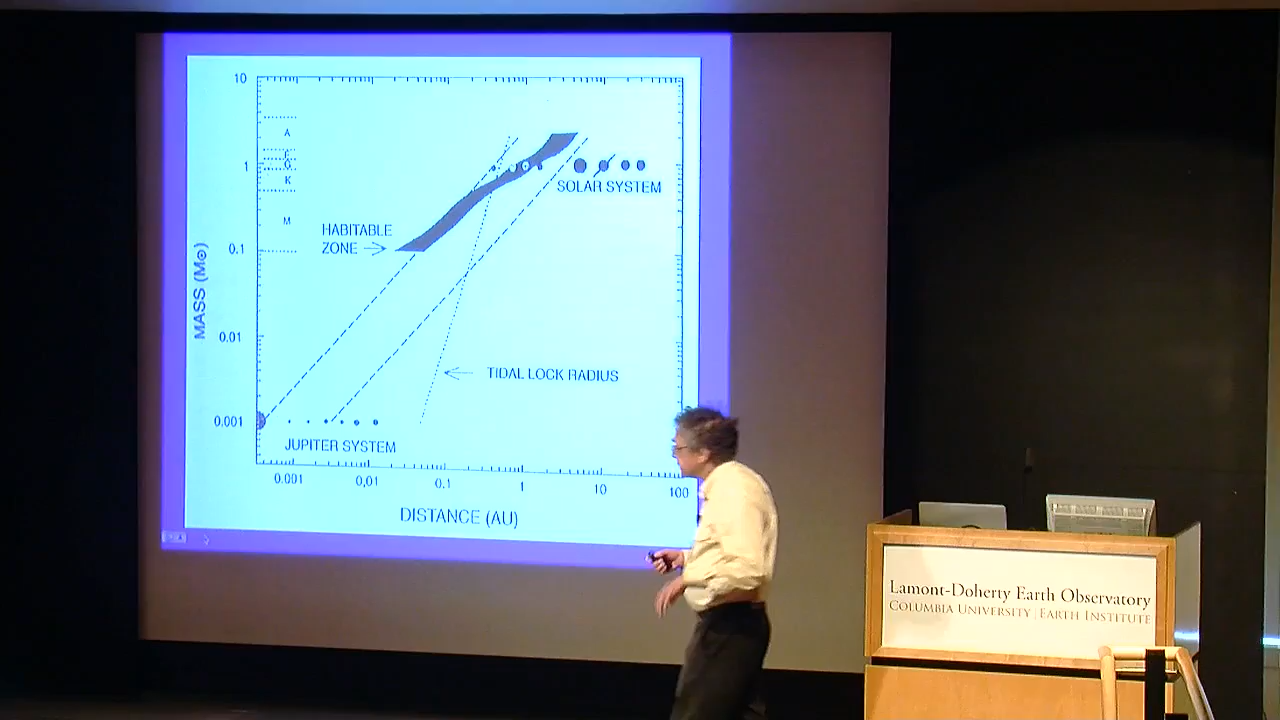 10
A
F
1
G
K
M
0.1
0.01
0.001
MASS (M⊙)
HABITABLE
ZONE
SOLAR SYSTEM
TIDAL LOCK RADIUS
JUPITER SYSTEM
0.001
0,01
0.1
1
10
100
DISTANCE (AU)
Lamont-Doherty Earth Observatory
COLUMBIA UNIVERSITY | EARTH INSTITUTE